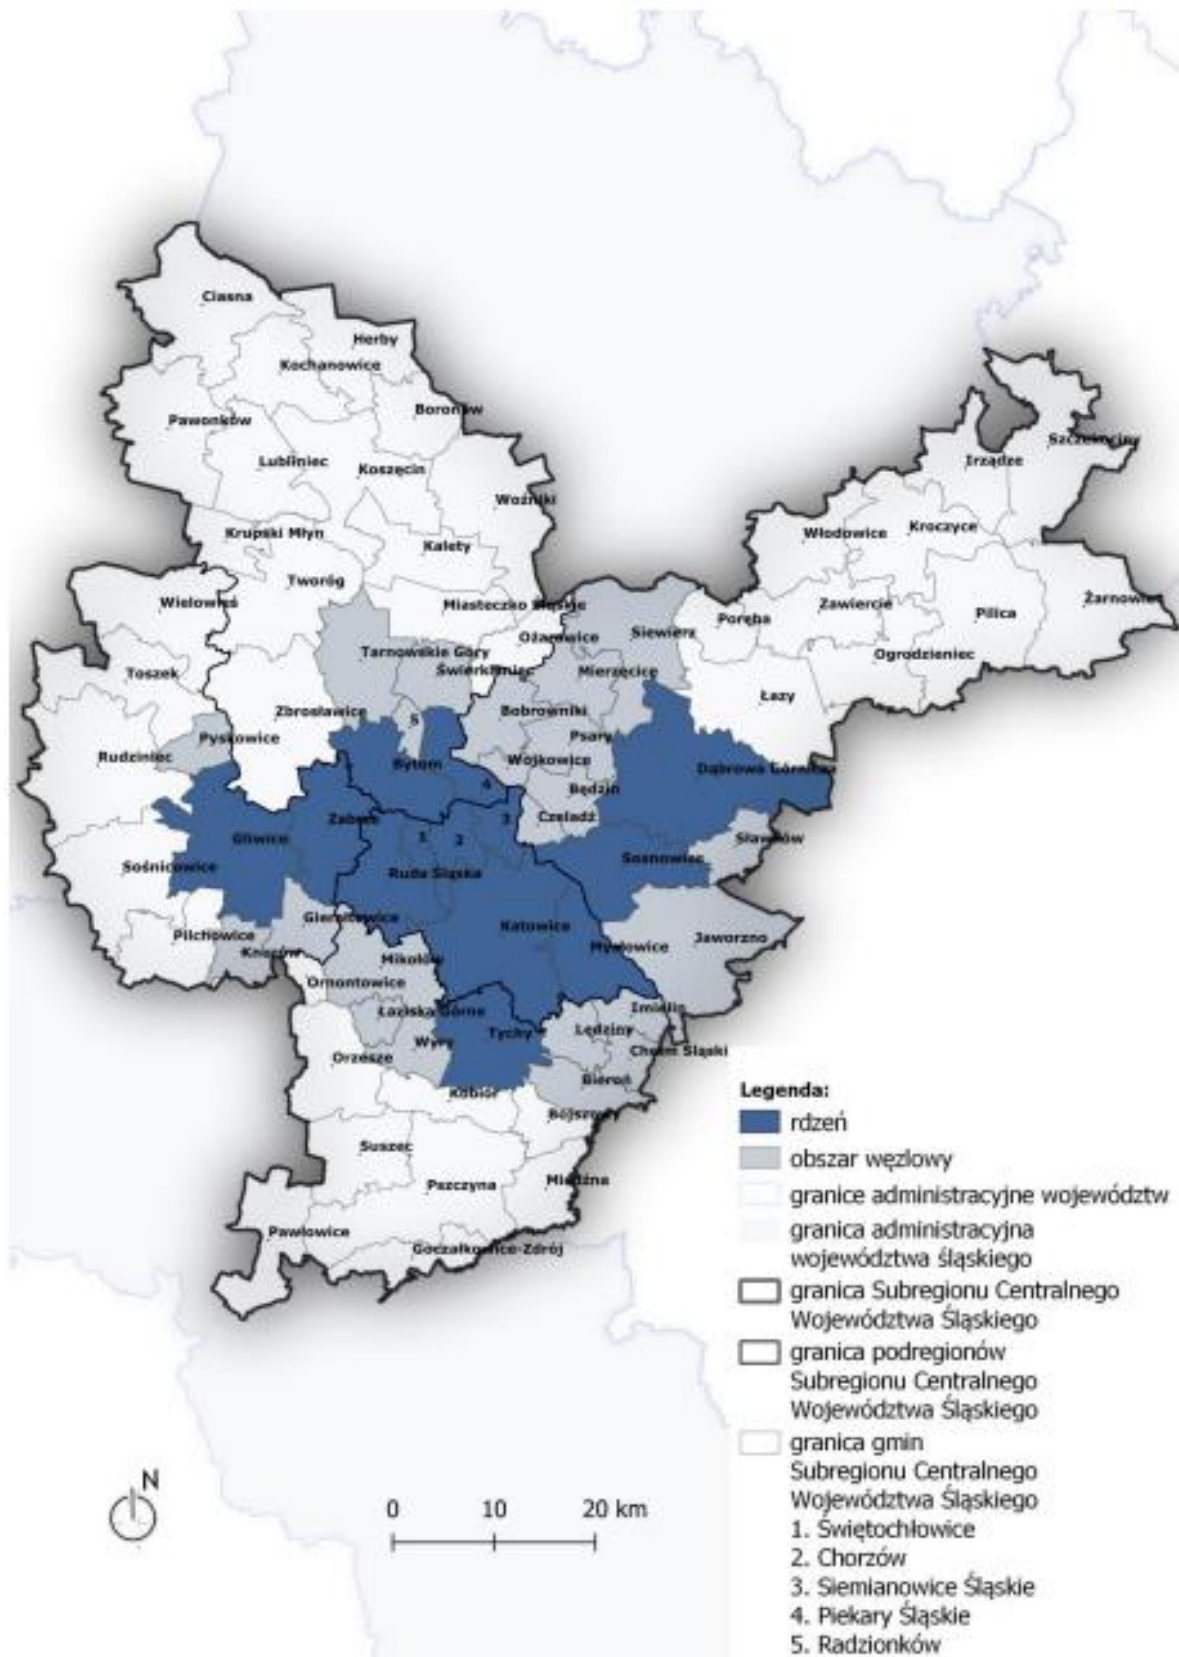 Ciasna
Herby
Kochanowice
Boronów
Pawonków
Lubliniec
Koszęcin
Szczekociny
Irządze
Woźniki
Krupski Młyn
Kalety
Włodowice
Kroczyce
Tworóg
Wielowieś
Miasteczko Śląskie
Zawiercie
Pilica
Żarnowiec
Poręba
Ożarowice
Siewierz
Tarnowskie Góry
Świerklaniec
Mierzęcice
Ogrodzieniec
Toszek
Łazy
Zbrosławice
5
Bobrowniki
Psary
Pyskowice
Rudziniec
Bytom
Wojkowice
Dąbrowa Górnicza
4
Będzin
Zabrze
3
Czeladź
Gliwice
1
2
Sławków
Sosnowiec
Sośnicowice
Ruda Śląska
Gierałtowice
Katowice
Pilchowice
Mysłowice
Jaworzno
Knurów
Mikołów
Ornontowice
Imielin
Łaziska Górne
Tychy
Lędziny
Wyry
Chełm Śląski
Orzesze
Bieruń
Kobiór
Bojszowy
Suszec
Pszczyna
Miedźna
Pawłowice
Goczałkowice-Zdrój
Legenda:
rdzeń
obszar węzłowy
granice administracyjne województw
granica administracyjna
województwa śląskiego
granica Subregionu Centralnego
Województwa Śląskiego
granica podregionów
Subregionu Centralnego
Województwa Śląskiego
granica gmin
Subregionu Centralnego
Województwa Śląskiego
1. Świętochłowice
2. Chorzów
3. Siemianowice Śląskie
4. Piekary Śląskie
5. Radzionków
N
0 10 20 km